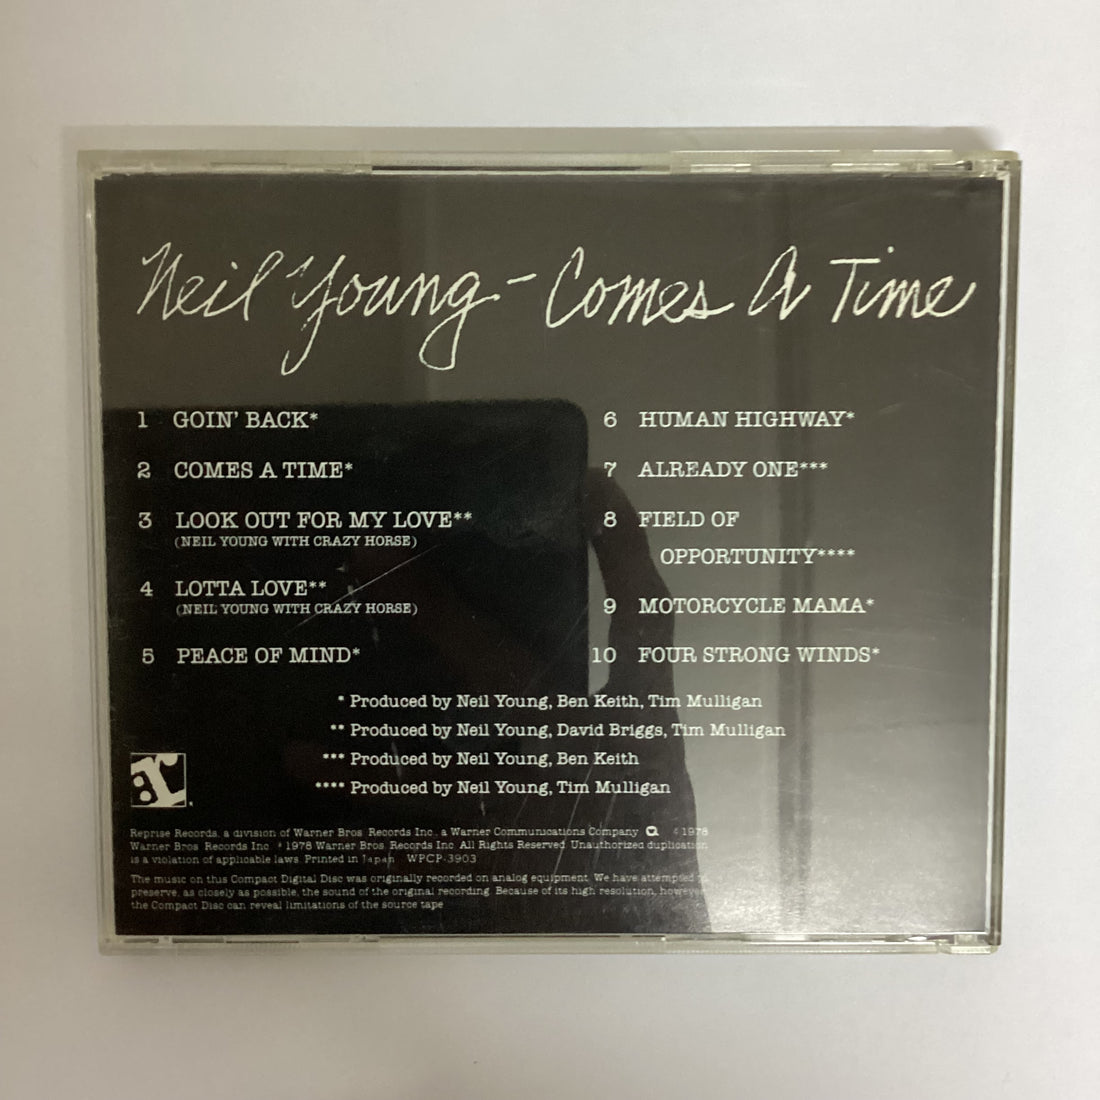 Neil Young - Comes A Time
1 GOIN' BACK*
2 COMES A TIME*
3 LOOK OUT FOR MY LOVE**
(NEIL YOUNG WITH CRAZY HORSE)
4 LOTTA LOVE**
(NEIL YOUNG WITH CRAZY HORSE)
5 PEACE OF MIND*
6 HUMAN HIGHWAY*
7 ALREADY ONE***
8 FIELD OF
OPPORTUNITY****
9 MOTORCYCLE MAMA*
10 FOUR STRONG WINDS*
* Produced by Neil Young, Ben Keith, Tim Mulligan
** Produced by Neil Young, David Briggs, Tim Mulligan
*** Produced by Neil Young, Ben Keith
**** Produced by Neil Young, Tim Mulligan
Reprise Records, a division of Warner Bros Records Inc., a Warner Communications Company 1978
Warner Bros Records Inc 1978 Warner Bros Records Inc All Rights Reserved Unauthorized duplication
is a violation of applicable laws Printed in Japan WPCP-3903
The music on this Compact Digital Disc was originally recorded on analog equipment. We have attempted
preserve, as closely as possible, the sound of the original recording. Because of its high resolution, however
the Compact Disc can reveal limitations of the source tape